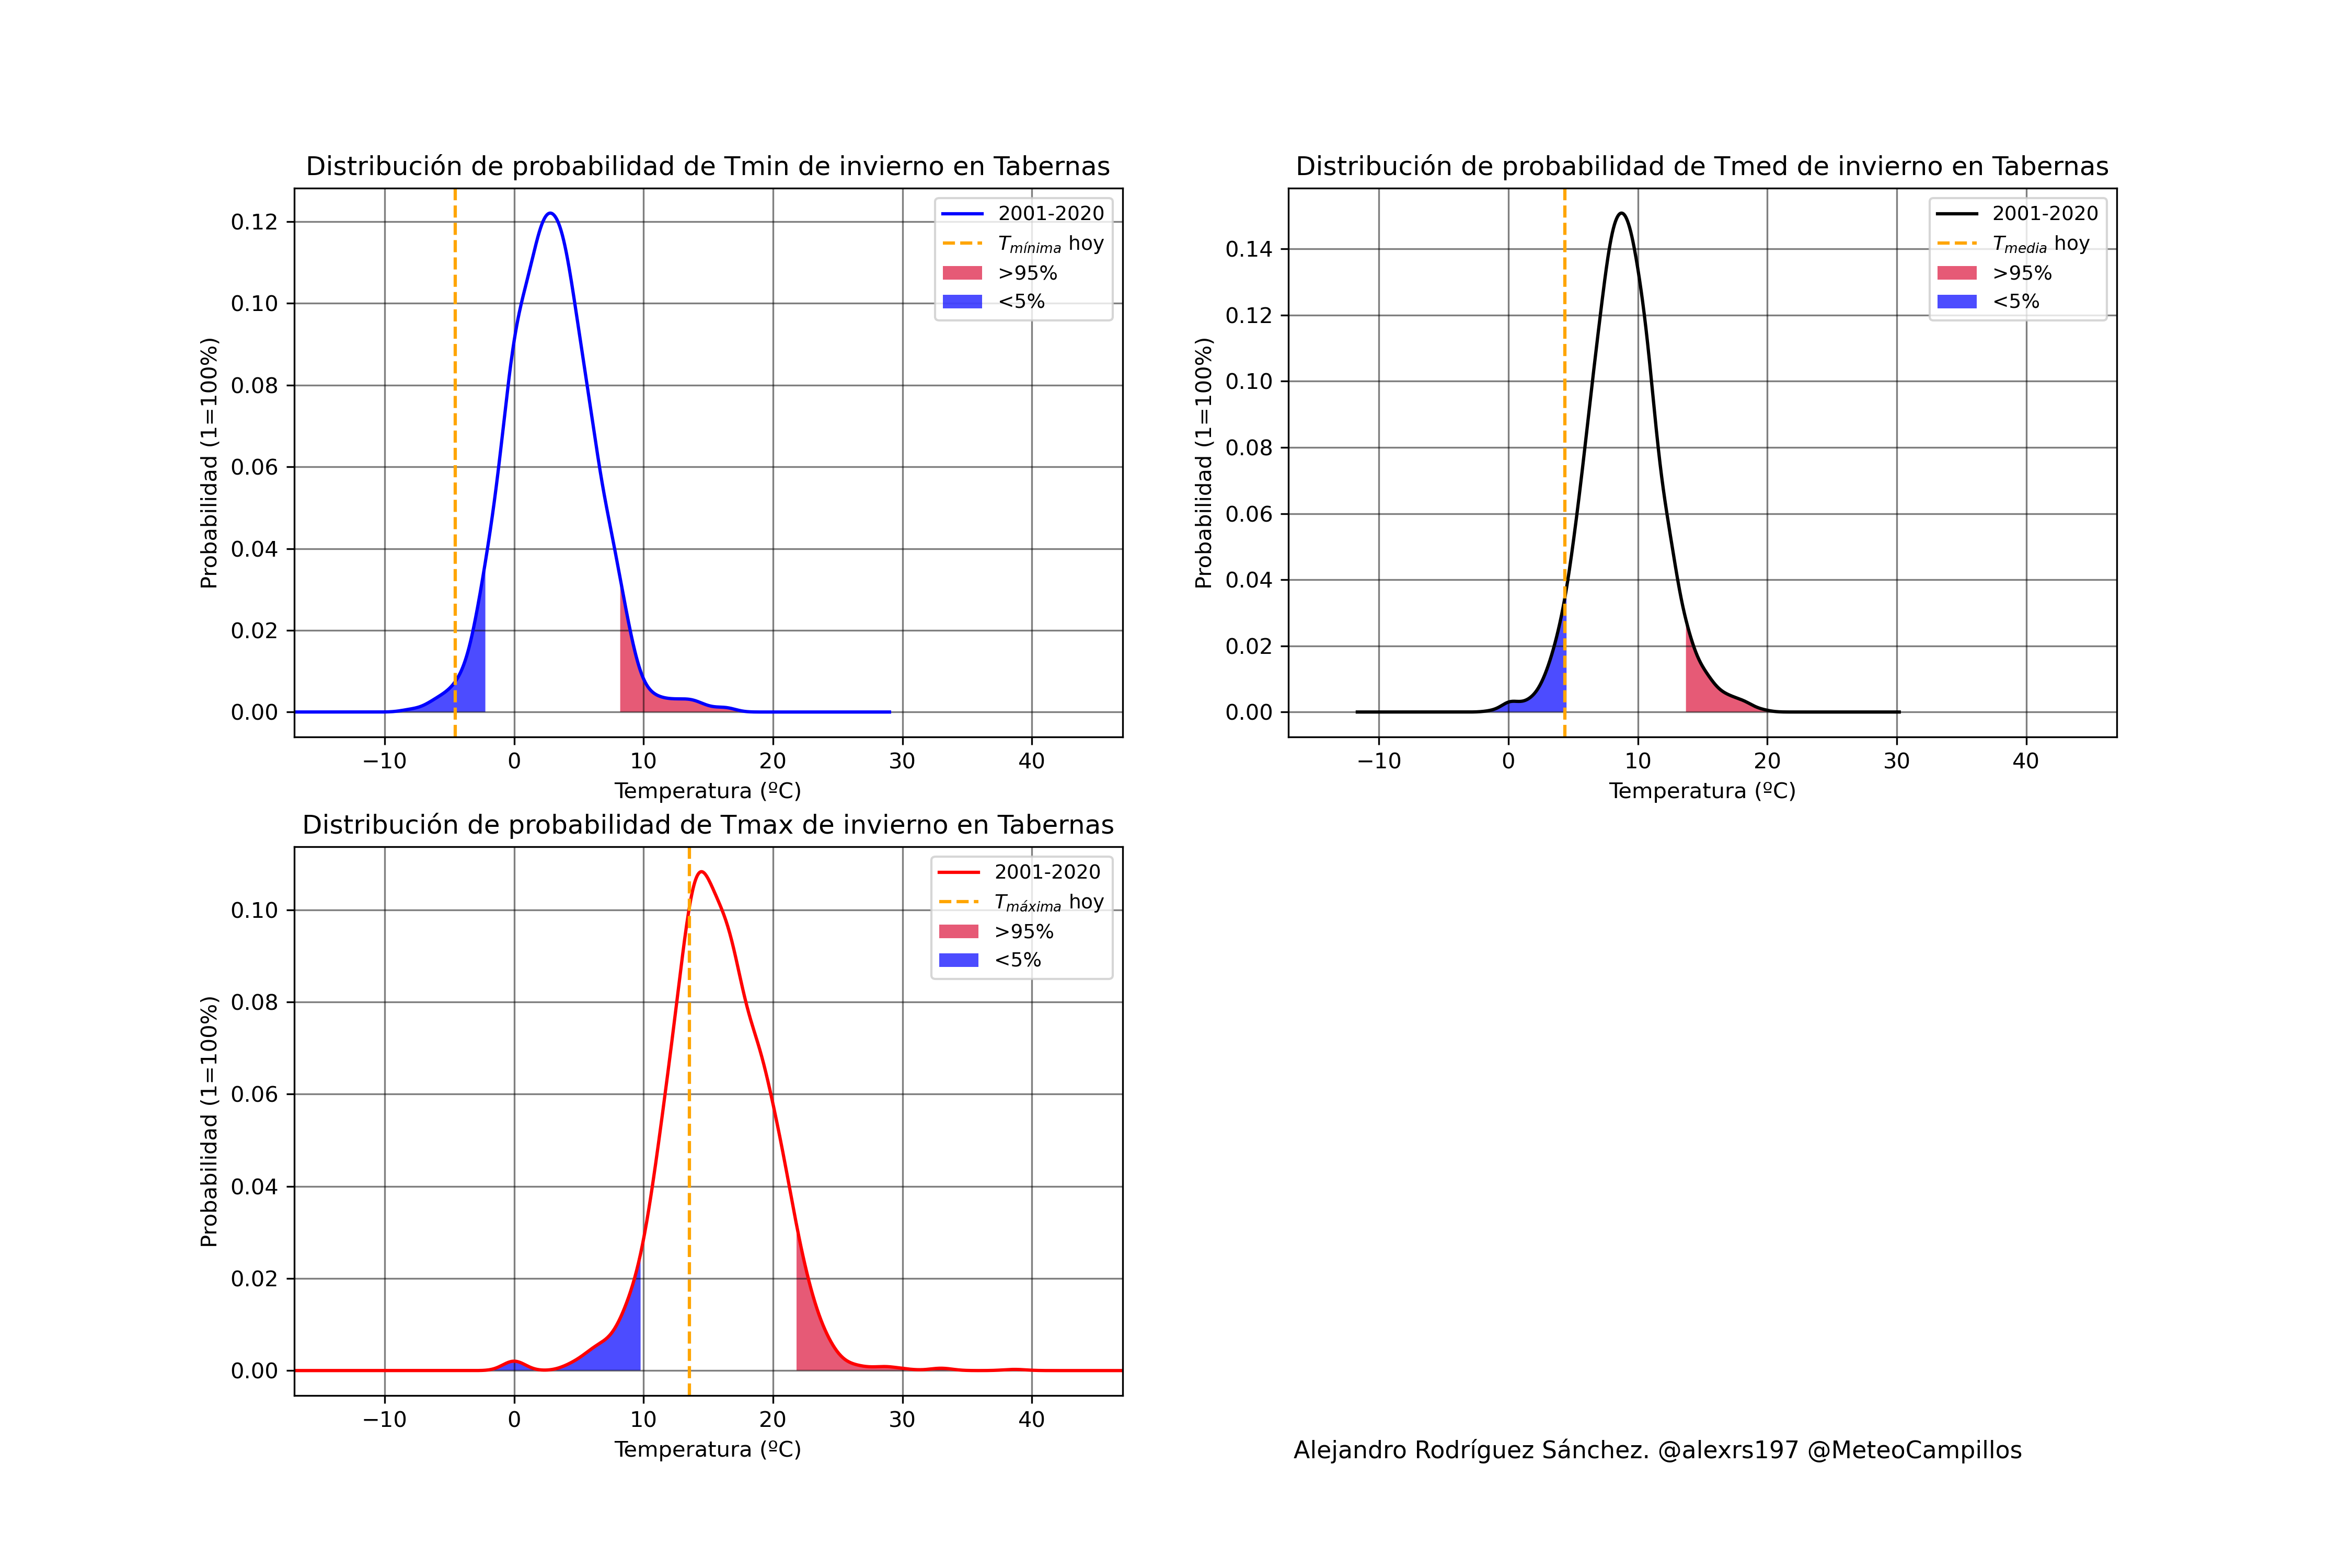 Distribución de probabilidad de Tmin de invierno en Tabernas
Probabilidad (1=100%)
0.12
0.10
0.08
0.06
0.04
0.02
0.00
−10 0 10 20 30 40
Temperatura (ºC)
2001-2020
Tmínima hoy
>95%
<5%
Distribución de probabilidad de Tmed de invierno en Tabernas
Probabilidad (1=100%)
0.14
0.12
0.10
0.08
0.06
0.04
0.02
0.00
−10 0 10 20 30 40
Temperatura (ºC)
2001-2020
Tmedia hoy
>95%
<5%
Distribución de probabilidad de Tmax de invierno en Tabernas
Probabilidad (1=100%)
0.10
0.08
0.06
0.04
0.02
0.00
−10 0 10 20 30 40
Temperatura (ºC)
2001-2020
Tmáxima hoy
>95%
<5%
Alejandro Rodríguez Sánchez. @alexrs197 @MeteoCampillos